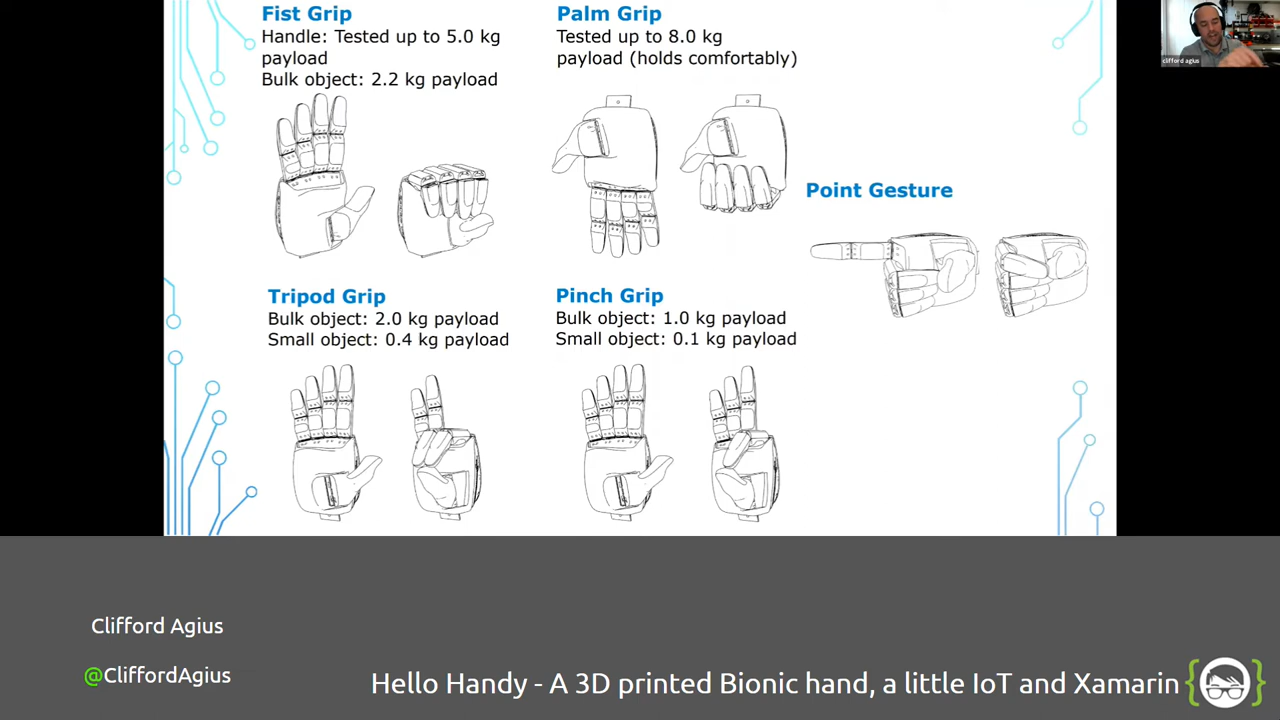 Fist Grip
Handle: Tested up to 5.0 kg
payload
Bulk object: 2.2 kg payload
Palm Grip
Tested up to 8.0 kg
payload (holds comfortably)
clifford agius
Point Gesture
Tripod Grip
Bulk object: 2.0 kg payload
Small object: 0.4 kg payload
Pinch Grip
Bulk object: 1.0 kg payload
Small object: 0.1 kg payload
Clifford Agius
@CliffordAgius
Hello Handy - A 3D printed Bionic hand, a little IoT and Xamarin